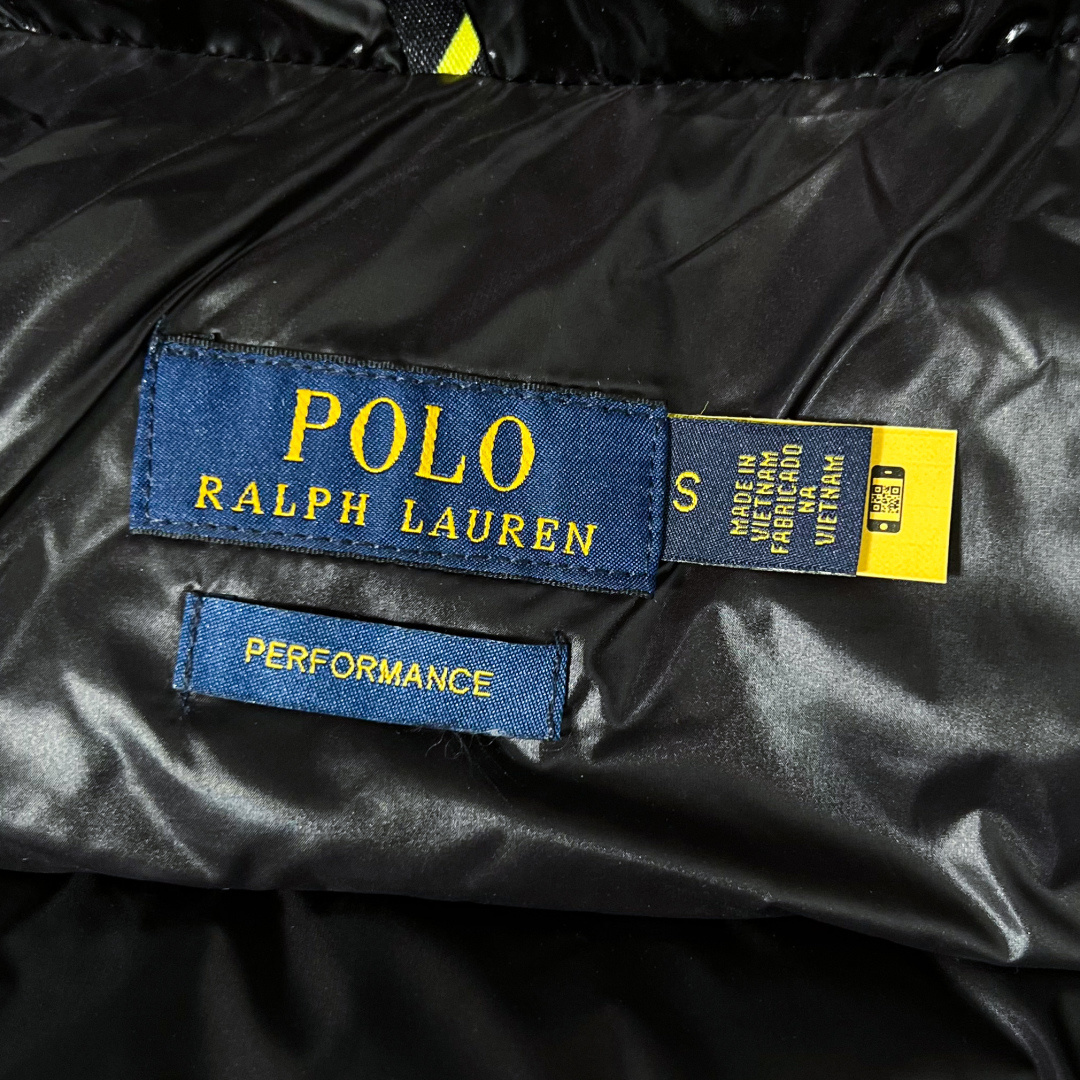 POLO
RALPH LAUREN
S
MADE IN
VIETNAM
FABRICADO
NA
VIETNAM
PERFORMANCE